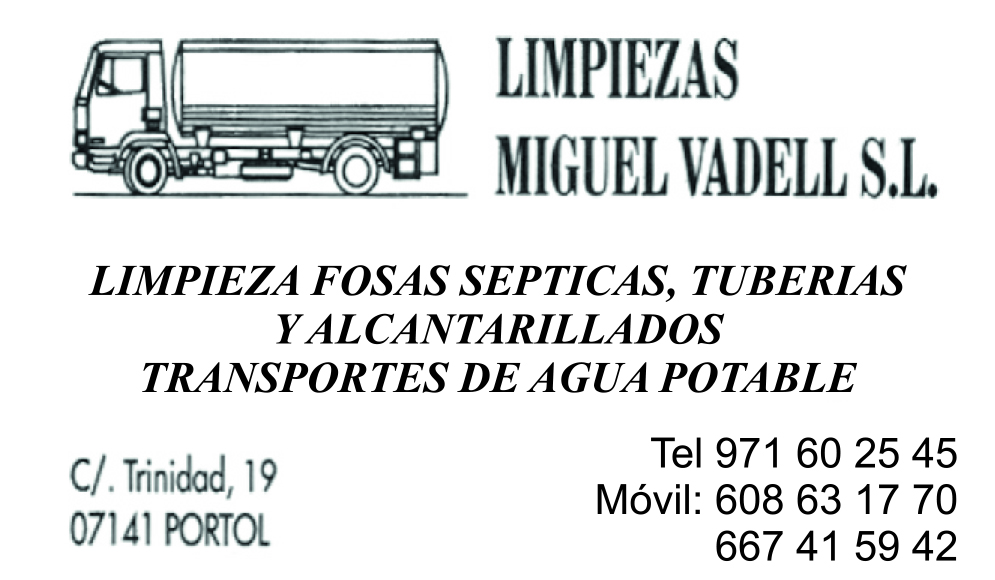 LIMPIEZAS
MIGUEL VADELL S.L.
LIMPIEZA FOSAS SEPTICAS, TUBERIAS
Y ALCANTARILLADOS
TRANSPORTES DE AGUA POTABLE
C/. Trinidad, 19
07141 PORTOL
Tel 971 60 25 45
Móvil: 608 63 17 70
667 41 59 42